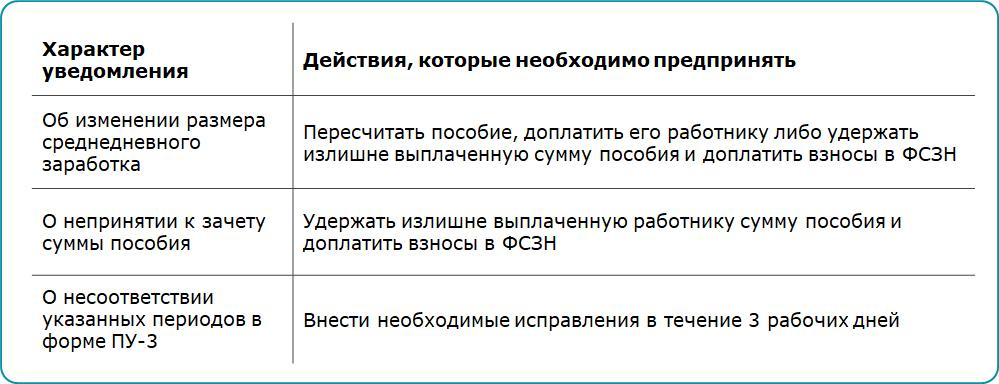 Характер
уведомления
Действия, которые необходимо предпринять
Об изменении размера
среднедневного
заработка
Пересчитать пособие, доплатить его работнику либо удержать
излишне выплаченную сумму пособия и доплатить взносы в ФСЗН
О непринятии к зачету
суммы пособия
Удержать излишне выплаченную работнику сумму пособия и
доплатить взносы в ФСЗН
О несоответствии
указанных периодов в
форме ПУ-3
Внести необходимые исправления в течение 3 рабочих дней